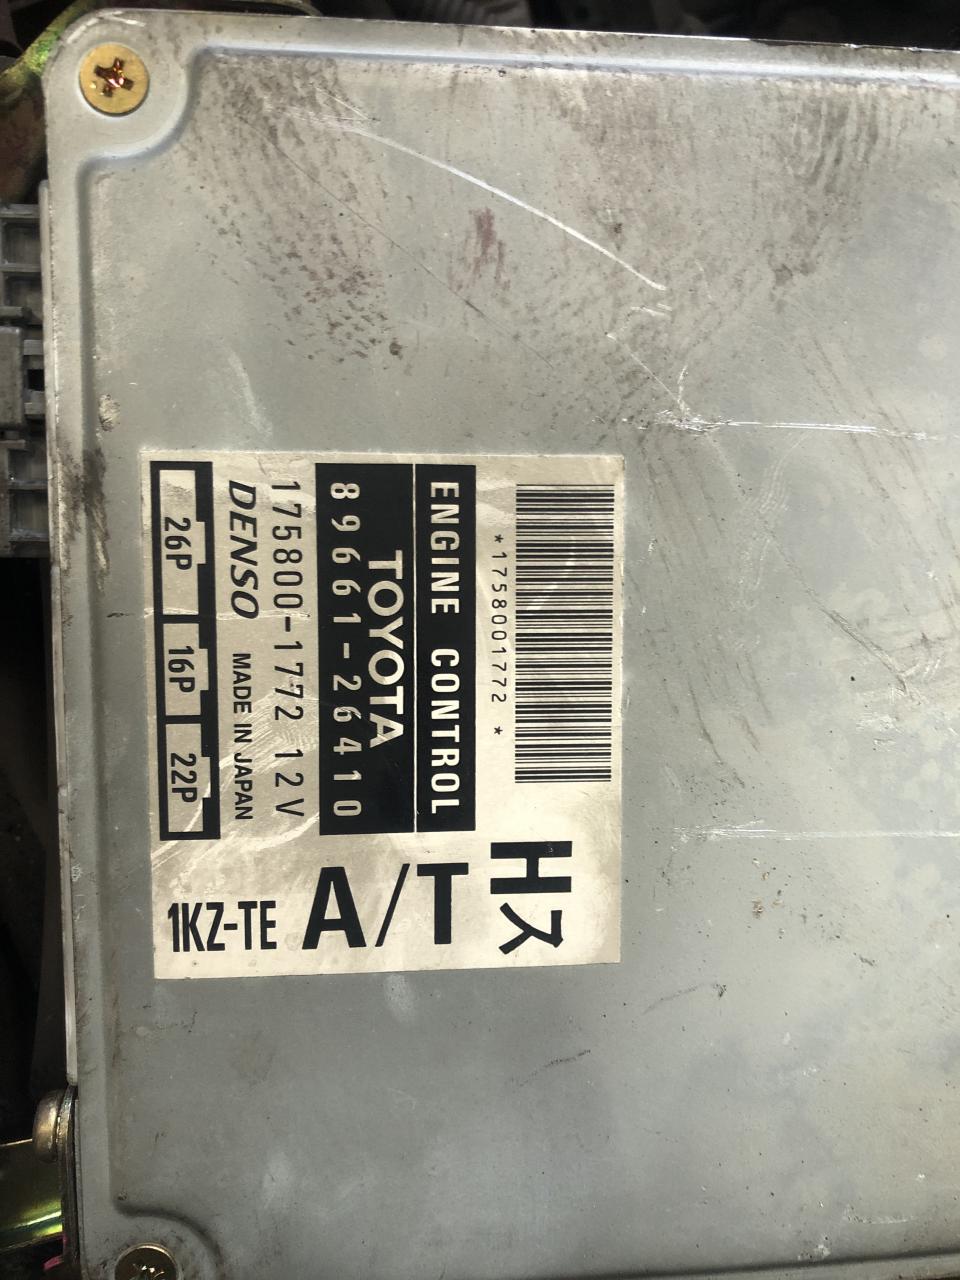 *1758001772 *
ENGINE CONTROL
TOYOTA
89661-26410
175800-1772 12V
DENSO MADE IN JAPAN
26P 16P 22P
Hス
A/T
1KZ-TE